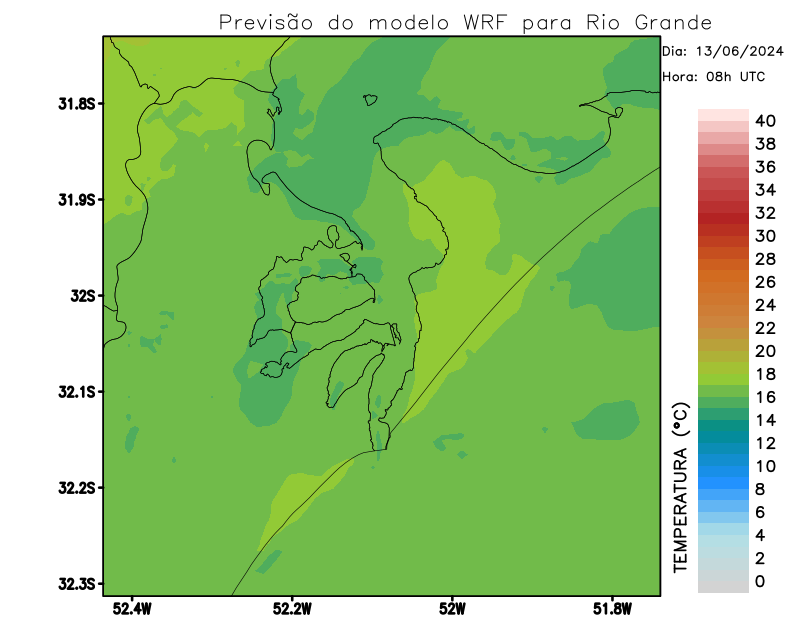 Previsão do modelo WRF para Rio Grande
Dia: 13/06/2024
Hora: 08h UTC
31.8S
31.9S
32S
32.1S
32.2S
32.3S
52.4W
52.2W
52W
51.8W
TEMPERATURA (°C)
40
38
36
34
32
30
28
26
24
22
20
18
16
14
12
10
8
6
4
2
0